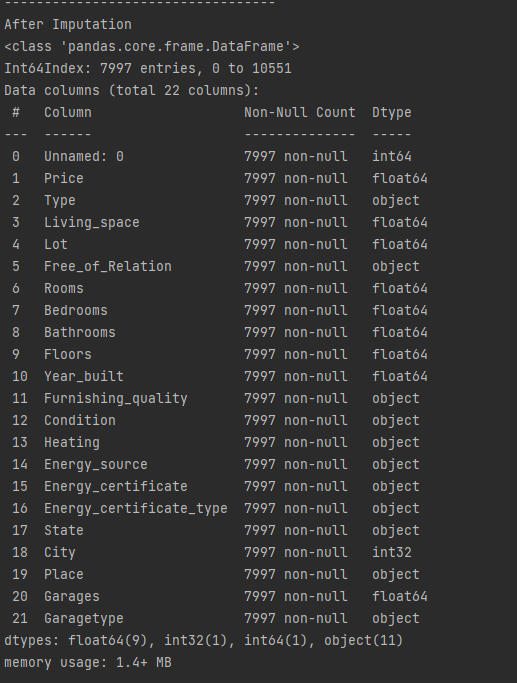 ----------------------------------
After Imputation
<class 'pandas.core.frame.DataFrame'>
Int64Index: 7997 entries, 0 to 10551
Data columns (total 22 columns):
 #   Column                   Non-Null Count  Dtype
---  ------                   --------------  -----
 0   Unnamed: 0               7997 non-null   int64
 1   Price                    7997 non-null   float64
 2   Type                     7997 non-null   object
 3   Living_space             7997 non-null   float64
 4   Lot                      7997 non-null   float64
 5   Free_of_Relation         7997 non-null   object
 6   Rooms                    7997 non-null   float64
 7   Bedrooms                 7997 non-null   float64
 8   Bathrooms                7997 non-null   float64
 9   Floors                   7997 non-null   float64
 10  Year_built               7997 non-null   float64
 11  Furnishing_quality       7997 non-null   object
 12  Condition                7997 non-null   object
 13  Heating                  7997 non-null   object
 14  Energy_source            7997 non-null   object
 15  Energy_certificate       7997 non-null   object
 16  Energy_certificate_type  7997 non-null   object
 17  State                    7997 non-null   object
 18  City                     7997 non-null   int32
 19  Place                    7997 non-null   object
 20  Garages                  7997 non-null   float64
 21  Garagetype               7997 non-null   object
dtypes: float64(9), int32(1), int64(1), object(11)
memory usage: 1.4+ MB